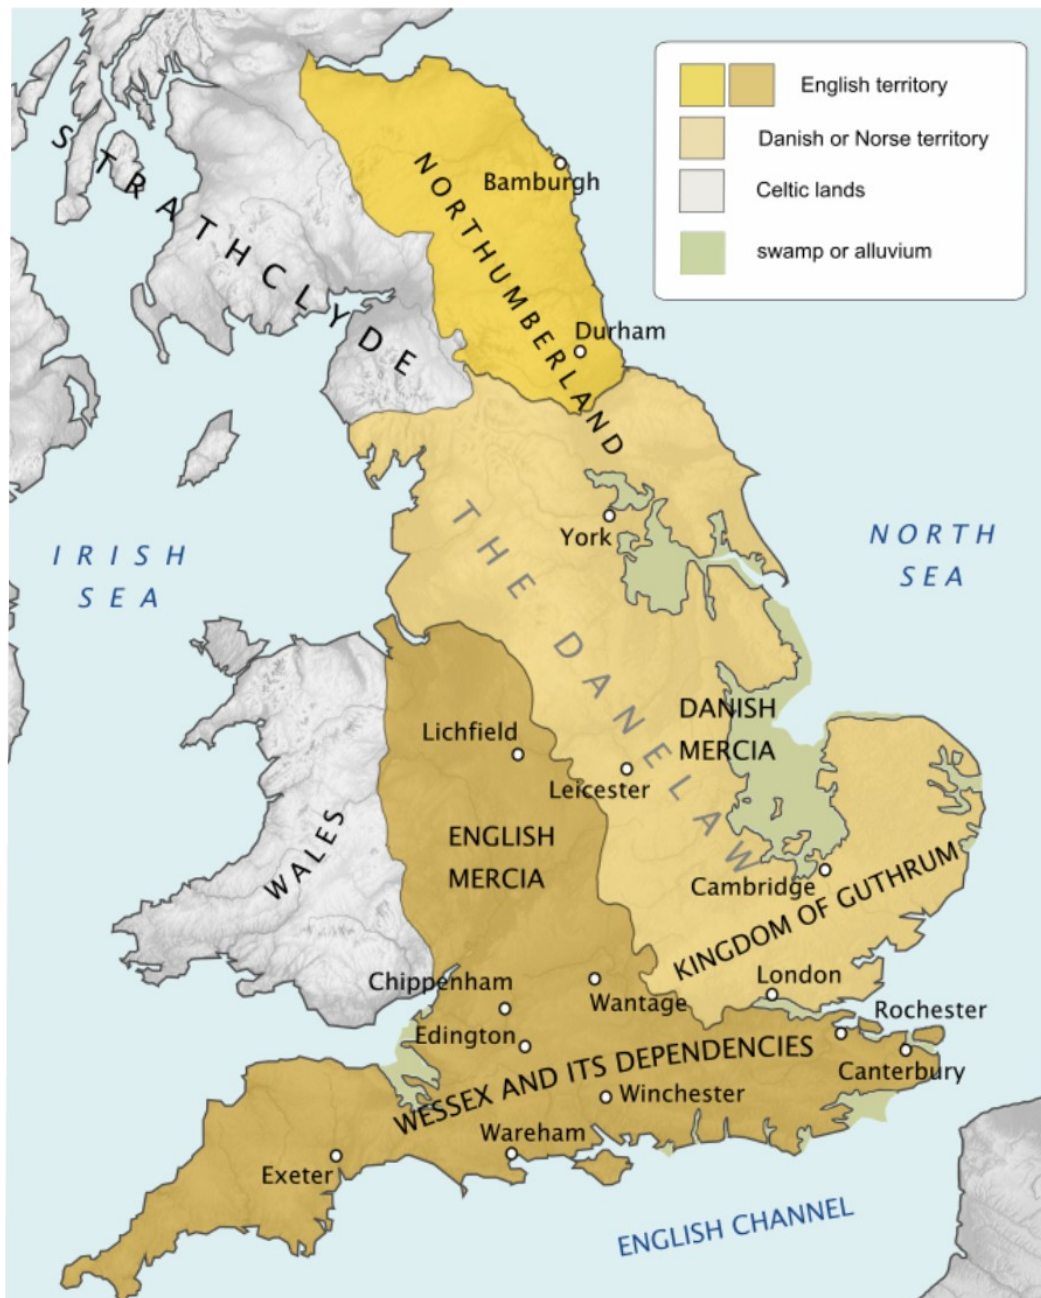 English territory
Danish or Norse territory
Celtic lands
swamp or alluvium
STRATHCLYDE
NORTHUMBERLAND
Bamburgh
Durham
York
IRISH
SEA
NORTH
SEA
THE DANELAW
DANISH
MERCIA
Lichfield
Leicester
ENGLISH
MERCIA
WALES
Cambridge
KINGDOM OF GUTHRUM
London
Chippenham
Wantage
Rochester
Edington
WESSEX AND ITS DEPENDENCIES
Canterbury
Winchester
Wareham
Exeter
ENGLISH CHANNEL